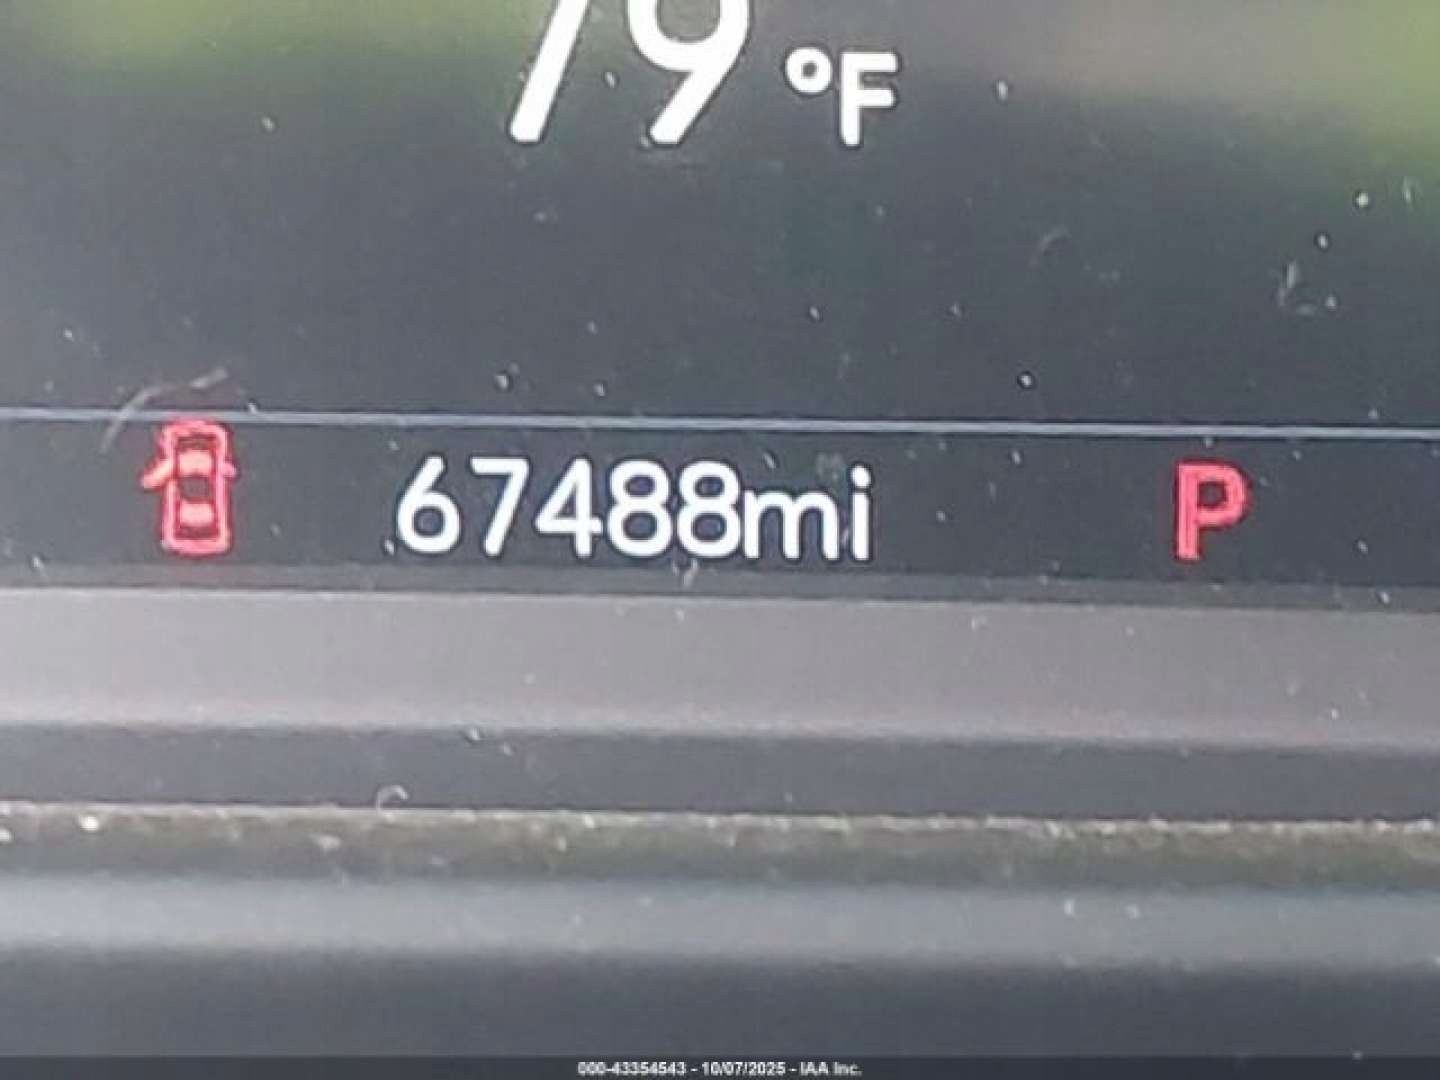 79 °F
67488mi P
000-43354543 - 10/07/2025 - IAA Inc.